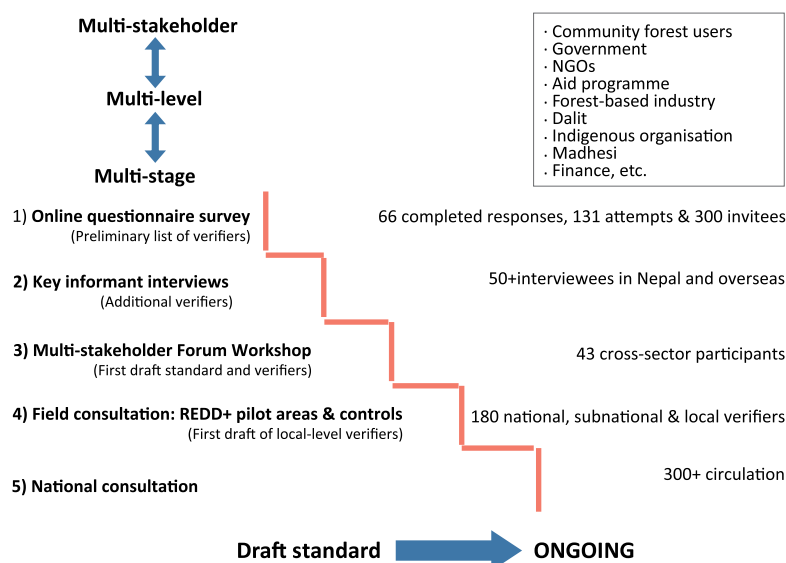 Multi-stakeholder
Multi-level
Multi-stage
· Community forest users
· Government
· NGOs
· Aid programme
· Forest-based industry
· Dalit
· Indigenous organisation
· Madhesi
· Finance, etc.
1) Online questionnaire survey
(Preliminary list of verifiers)
66 completed responses, 131 attempts & 300 invitees
2) Key informant interviews
(Additional verifiers)
50+interviewees in Nepal and overseas
3) Multi-stakeholder Forum Workshop
(First draft standard and verifiers)
43 cross-sector participants
4) Field consultation: REDD+ pilot areas & controls
(First draft of local-level verifiers)
180 national, subnational & local verifiers
5) National consultation
300+ circulation
Draft standard
ONGOING